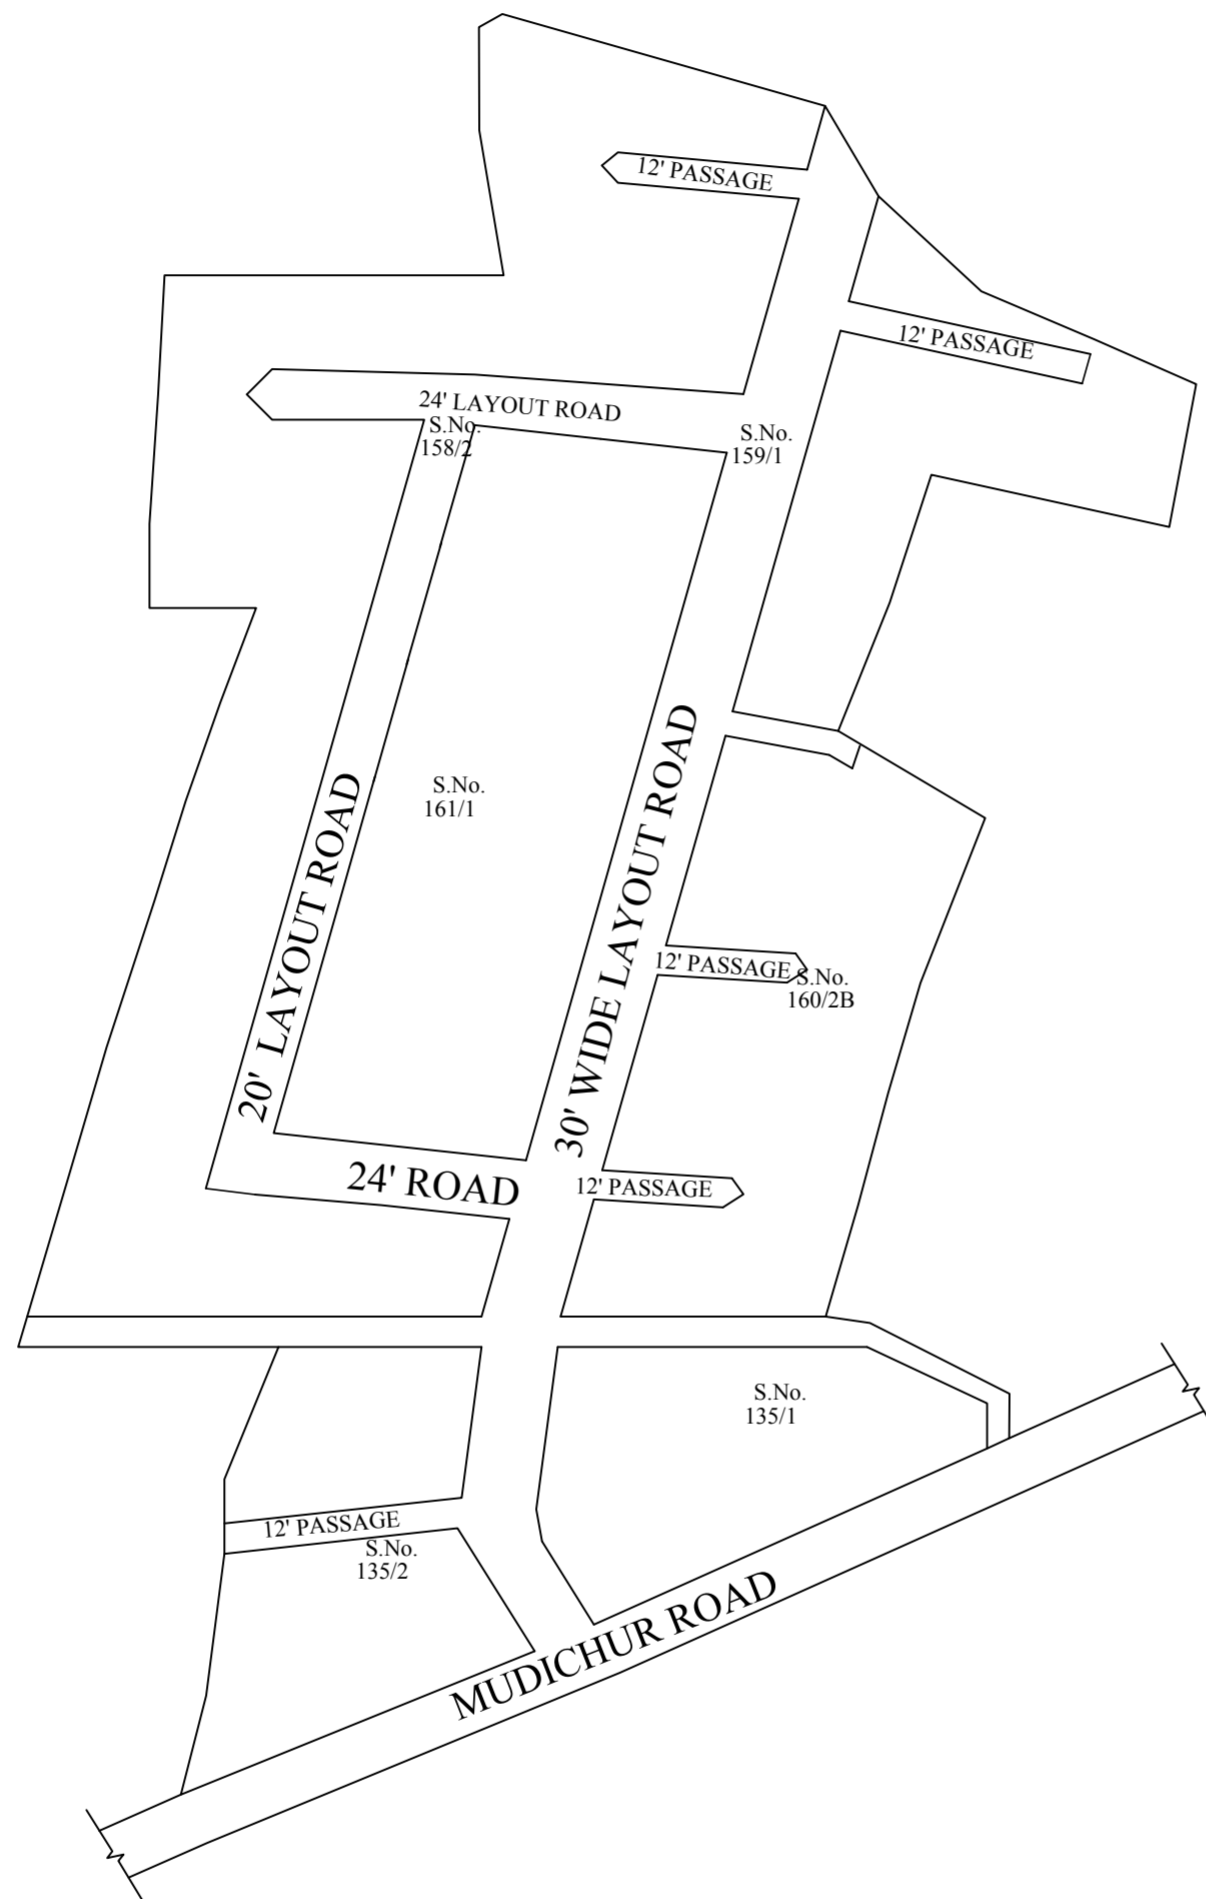 12' PASSAGE
12' PASSAGE
24' LAYOUT ROAD
S.No.
158/2
S.No.
159/1
20' LAYOUT ROAD
S.No.
161/1
30' WIDE LAYOUT ROAD
12' PASSAGE
S.No.
160/2B
24' ROAD
12' PASSAGE
S.No.
135/1
12' PASSAGE
S.No.
135/2
MUDICHUR ROAD